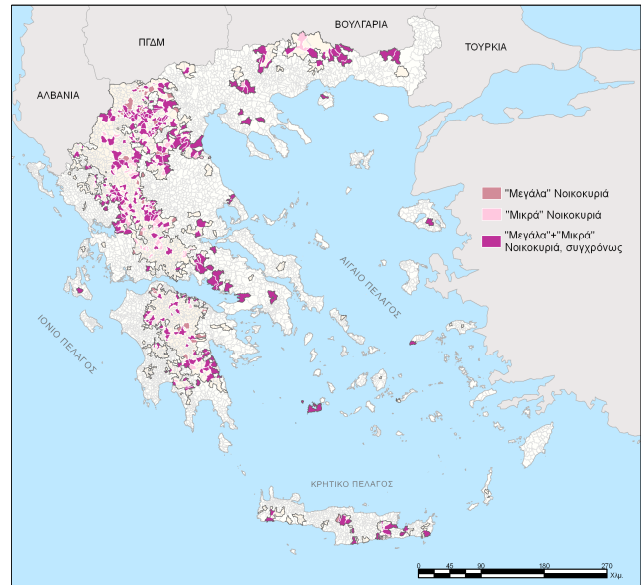 ΒΟΥΛΓΑΡΙΑ
ΠΓΔΜ
ΤΟΥΡΚΙΑ
ΑΛΒΑΝΙΑ
"Μεγάλα" Νοικοκυριά
"Μικρά" Νοικοκυριά
"Μεγάλα"+"Μικρά"
Νοικοκυριά, συγχρόνως
ΑΙΓΑΙΟ ΠΕΛΑΓΟΣ
ΙΟΝΙΟ ΠΕΛΑΓΟΣ
ΚΡΗΤΙΚΟ ΠΕΛΑΓΟΣ
0 45 90 180 270
Χλμ.